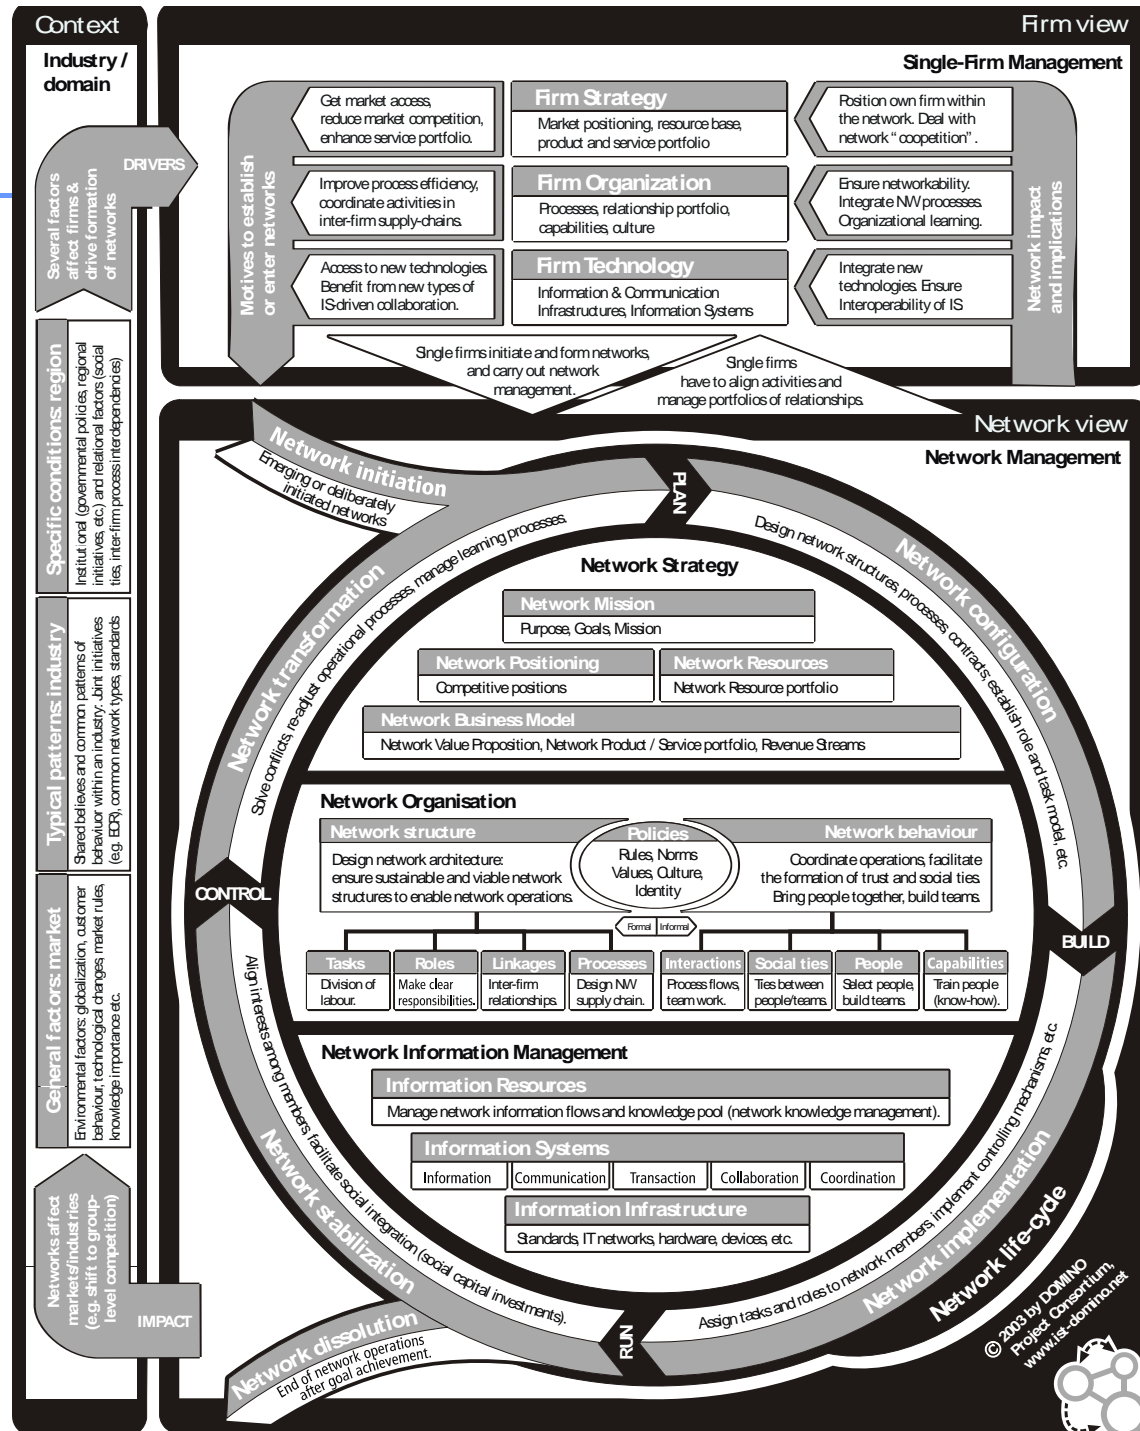 Context
Industry /
domain
Several factors
affect firms &
drive formation
of networks
DRIVERS
Specific conditions: region
Institutional (governmental policies, regional
initiatives, etc.) and relational factors (social
ties, inter-firm process interdependencies)
Typical patterns: industry
Shared believes and common patterns of
behaviuor within an industry. Joint initiatives
(e.g. ECR), common network types, standards
General factors: market
Environmental factors: globalization, customer
behaviour, technological changes, market rules,
knowledge importance etc.
Networks affect
markets/industries
(e.g. shift to group-
level competition)
IMPACT
Firm view
Single-Firm Management
Motives to establish
or enter networks
Get market access,
reduce market competition,
enhance service portfolio.
Firm Strategy
Market positioning, resource base,
product and service portfolio
Position own firm within
the network. Deal with
network “coopetition”.
Improve process efficiency,
coordinate activities in
inter-firm supply-chains.
Firm Organization
Processes, relationship portfolio,
capabilities, culture
Ensure networkability.
Integrate NW processes.
Organizational learning.
Access to new technologies.
Benefit from new types of
IS-driven collaboration.
Firm Technology
Information & Communication
Infrastructures, Information Systems
Integrate new
technologies. Ensure
Interoperability of IS
Network impact
and implications
Single firms initiate and form networks,
and carry out network
management.
Single firms
have to align activities and
manage portfolios of relationships.
Network view
Network Management
Network initiation
Emerging or deliberately
initiated networks
PLAN
Network configuration
Design network structures, processes, contracts, establish role and task model, etc.
Network transformation
Solve conflicts, re-adjust operational processes, manage learning processes.
Network Strategy
Network Mission
Purpose, Goals, Mission
Network Positioning
Competitive positions
Network Resources
Network Resource portfolio
Network Business Model
Network Value Proposition, Network Product / Service portfolio, Revenue Streams
Network Organisation
Network structure
Design network architecture:
ensure sustainable and viable network
structures to enable network operations.
Policies
Rules, Norms
Values, Culture,
Identity
Network behaviour
Coordinate operations, facilitate
the formation of trust and social ties.
Bring people together, build teams.
Formal Informal
CONTROL
BUILD
Tasks
Division of
labour.
Roles
Make clear
responsibilities.
Linkages
Inter-firm
relationships.
Processes
Design NW
supply chain.
Interactions
Process flows,
team work.
Social ties
Ties between
people/teams.
People
Select people,
build teams.
Capabilities
Train people
(know-how).
Network Information Management
Information Resources
Manage network information flows and knowledge pool (network knowledge management).
Information Systems
Information Communication Transaction Collaboration Coordination
Information Infrastructure
Standards, IT networks, hardware, devices, etc.
Align interests among members, facilitate social integration (social capital investments).
Network stabilization
Assign tasks and roles to network members, implement controlling mechanisms, etc.
Network implementation
Network life-cycle
RUN
Network dissolution
End of network operations
after goal achievement.
© 2003 by DOMINO
Project Consortium,
www.ist-domino.net